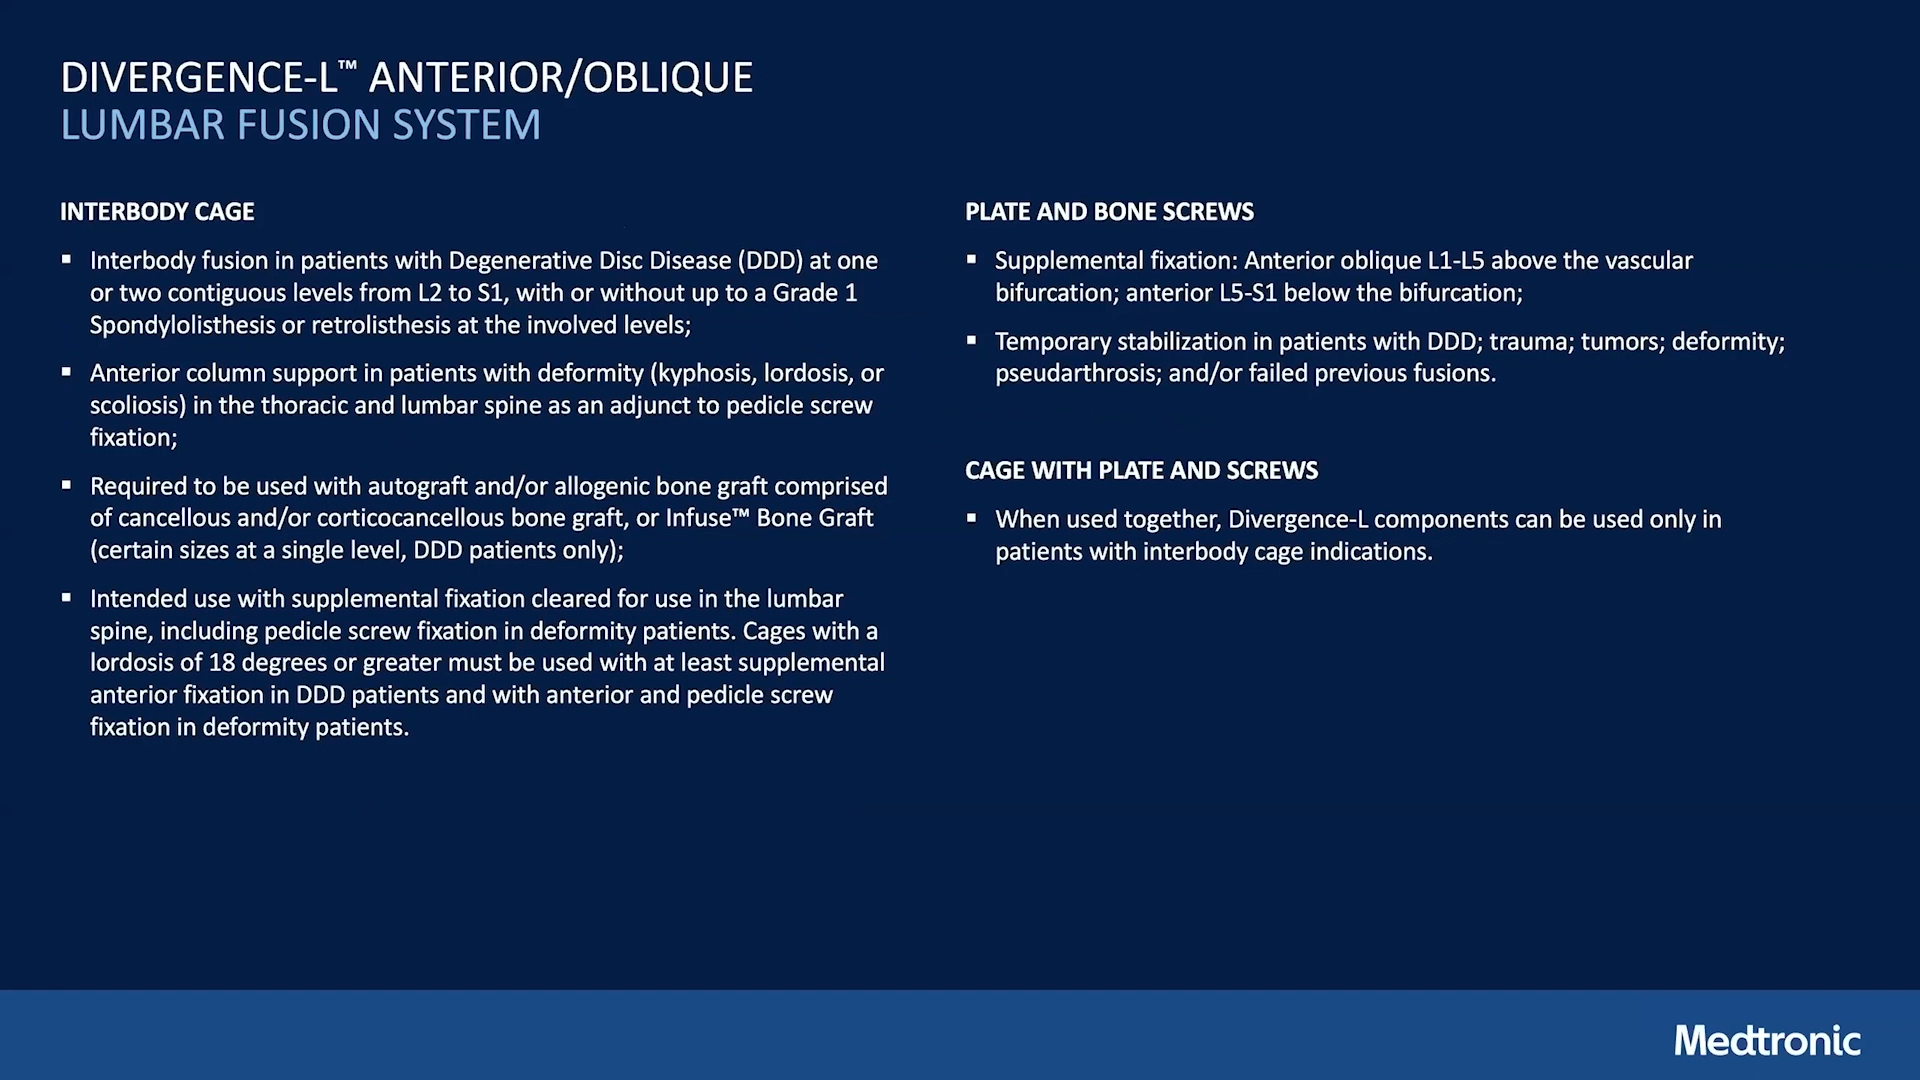 DIVERGENCE-L™ ANTERIOR/OBLIQUE
LUMBAR FUSION SYSTEM
INTERBODY CAGE
▪ Interbody fusion in patients with Degenerative Disc Disease (DDD) at one
or two contiguous levels from L2 to S1, with or without up to a Grade 1
Spondylolisthesis or retrolisthesis at the involved levels;
▪ Anterior column support in patients with deformity (kyphosis, lordosis, or
scoliosis) in the thoracic and lumbar spine as an adjunct to pedicle screw
fixation;
▪ Required to be used with autograft and/or allogenic bone graft comprised
of cancellous and/or corticocancellous bone graft, or Infuse™ Bone Graft
(certain sizes at a single level, DDD patients only);
▪ Intended use with supplemental fixation cleared for use in the lumbar
spine, including pedicle screw fixation in deformity patients. Cages with a
lordosis of 18 degrees or greater must be used with at least supplemental
anterior fixation in DDD patients and with anterior and pedicle screw
fixation in deformity patients.
PLATE AND BONE SCREWS
▪ Supplemental fixation: Anterior oblique L1-L5 above the vascular
bifurcation; anterior L5-S1 below the bifurcation;
▪ Temporary stabilization in patients with DDD; trauma; tumors; deformity;
pseudarthrosis; and/or failed previous fusions.
CAGE WITH PLATE AND SCREWS
▪ When used together, Divergence-L components can be used only in
patients with interbody cage indications.
Medtronic